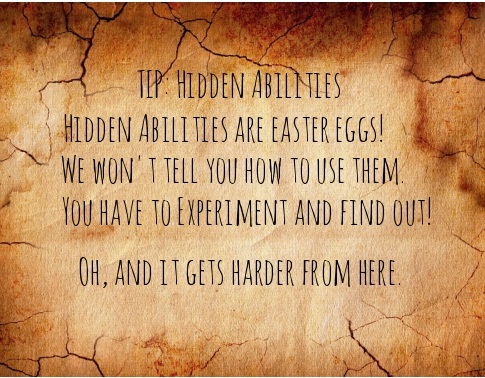 TIP: Hidden Abilities
Hidden Abilities are easter eggs!
We won't tell you how to use them.
You have to Experiment and find out!
Oh, and it gets harder from here.